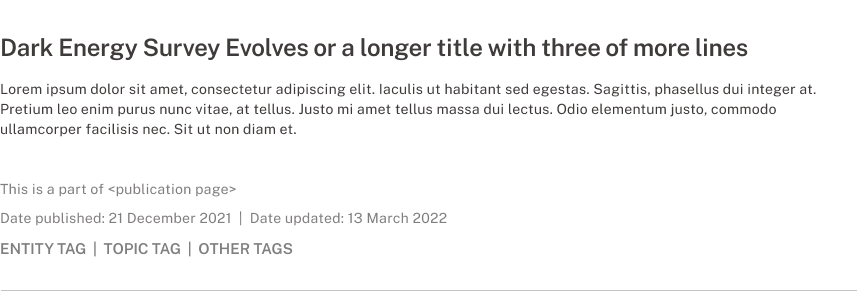 Dark Energy Survey Evolves or a longer title with three of more lines
Lorem ipsum dolor sit amet, consectetur adipiscing elit. Iaculis ut habitant sed egestas. Sagittis, phasellus dui integer at.
Pretium leo enim purus nunc vitae, at tellus. Justo mi amet tellus massa dui lectus. Odio elementum justo, commodo
ullamcorper facilisis nec. Sit ut non diam et.
This is a part of <publication page>
Date published: 21 December 2021 | Date updated: 13 March 2022
ENTITY TAG | TOPIC TAG | OTHER TAGS